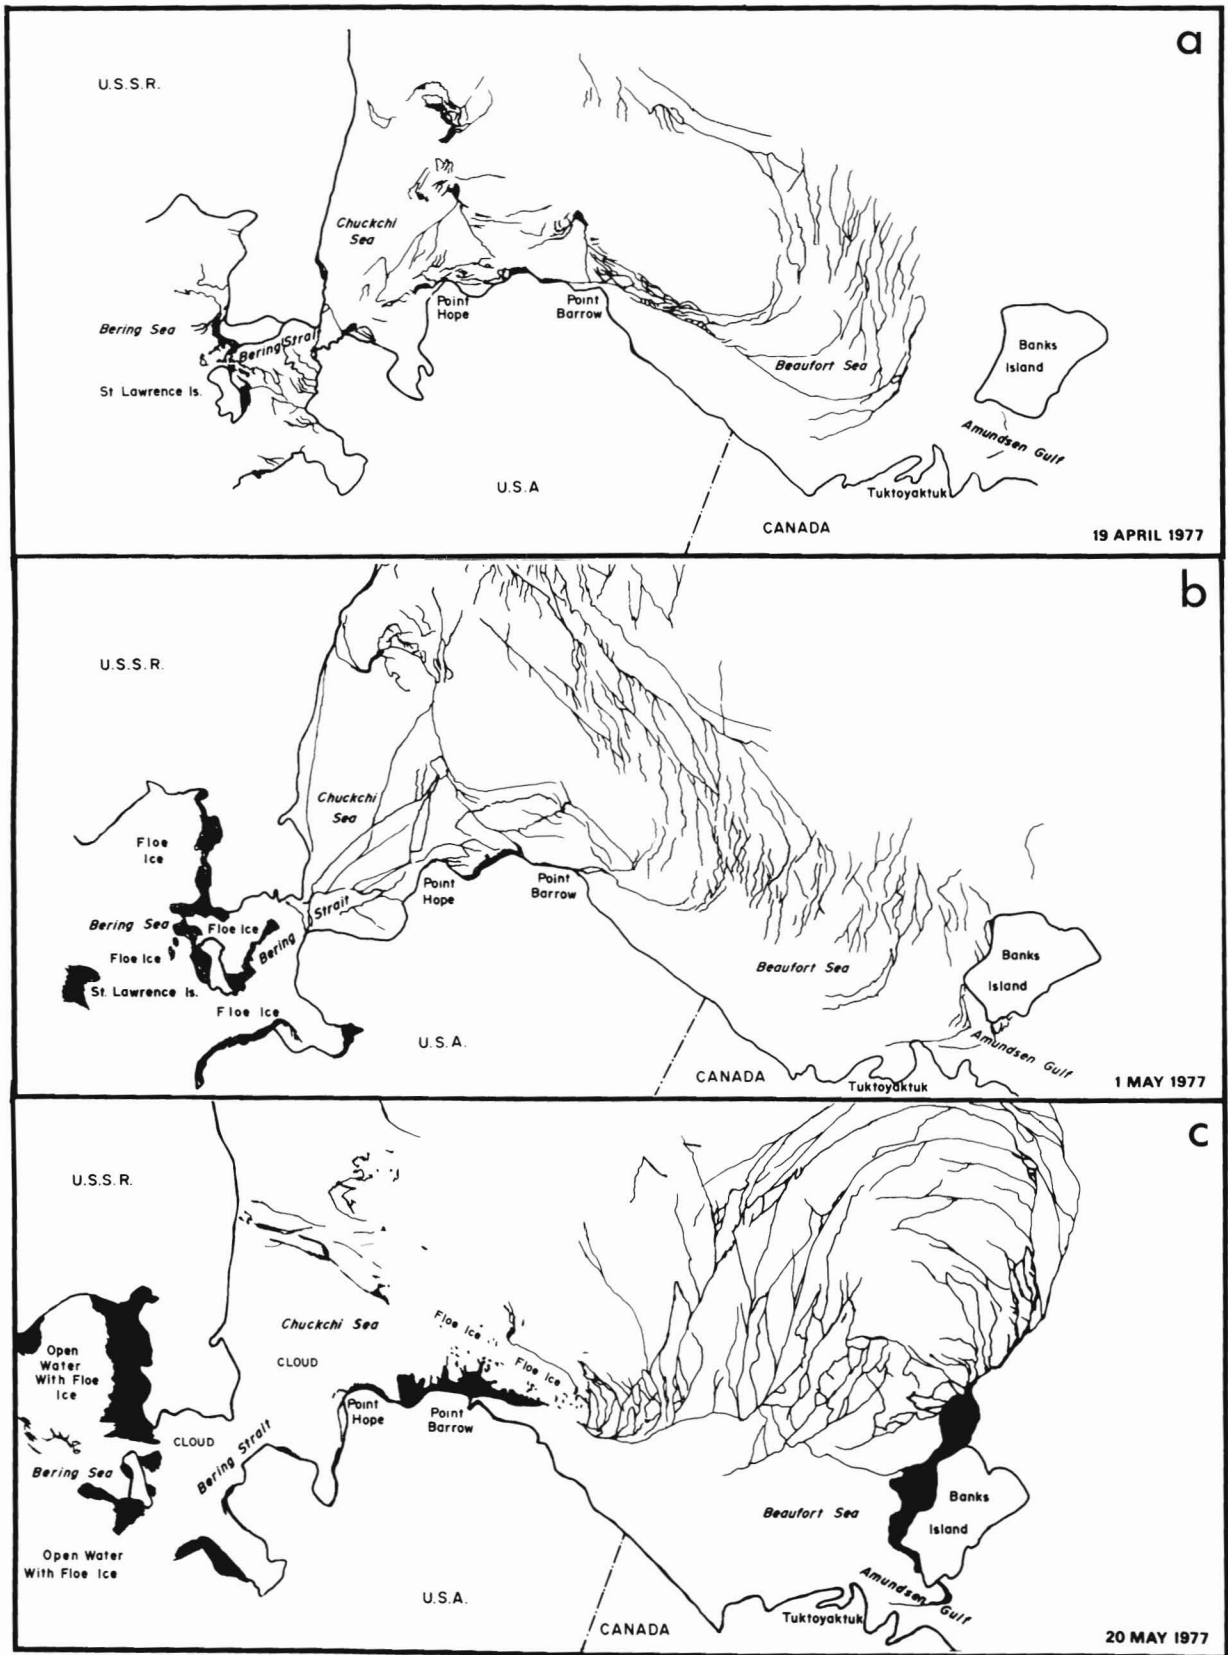 a
U.S.S.R.
Chuckchi
Sea
Bering Sea
Bering Strait
St Lawrence Is.
Point
Hope
Point
Barrow
Beaufort Sea
Banks
Island
Amundsen Gulf
Tuktoyaktuk
U.S.A
CANADA
19 APRIL 1977
b
U.S.S.R.
Chuckchi
Sea
Floe
Ice
Bering Sea
Floe Ice
Floe Ice
Bering
Strait
St. Lawrence Is.
Floe Ice
Point
Hope
Point
Barrow
Beaufort Sea
Banks
Island
Amundsen Gulf
U.S.A.
CANADA
Tuktoyaktuk
1 MAY 1977
c
U.S.S.R.
Chuckchi Sea
CLOUD
Floe Ice
Floe Ice
Open
Water
With Floe
Ice
CLOUD
Bering Sea
Bering Strait
Point
Hope
Point
Barrow
Beaufort Sea
Banks
Island
Open Water
With Floe Ice
Amundsen Gulf
U.S.A.
CANADA
Tuktoyaktuk
20 MAY 1977